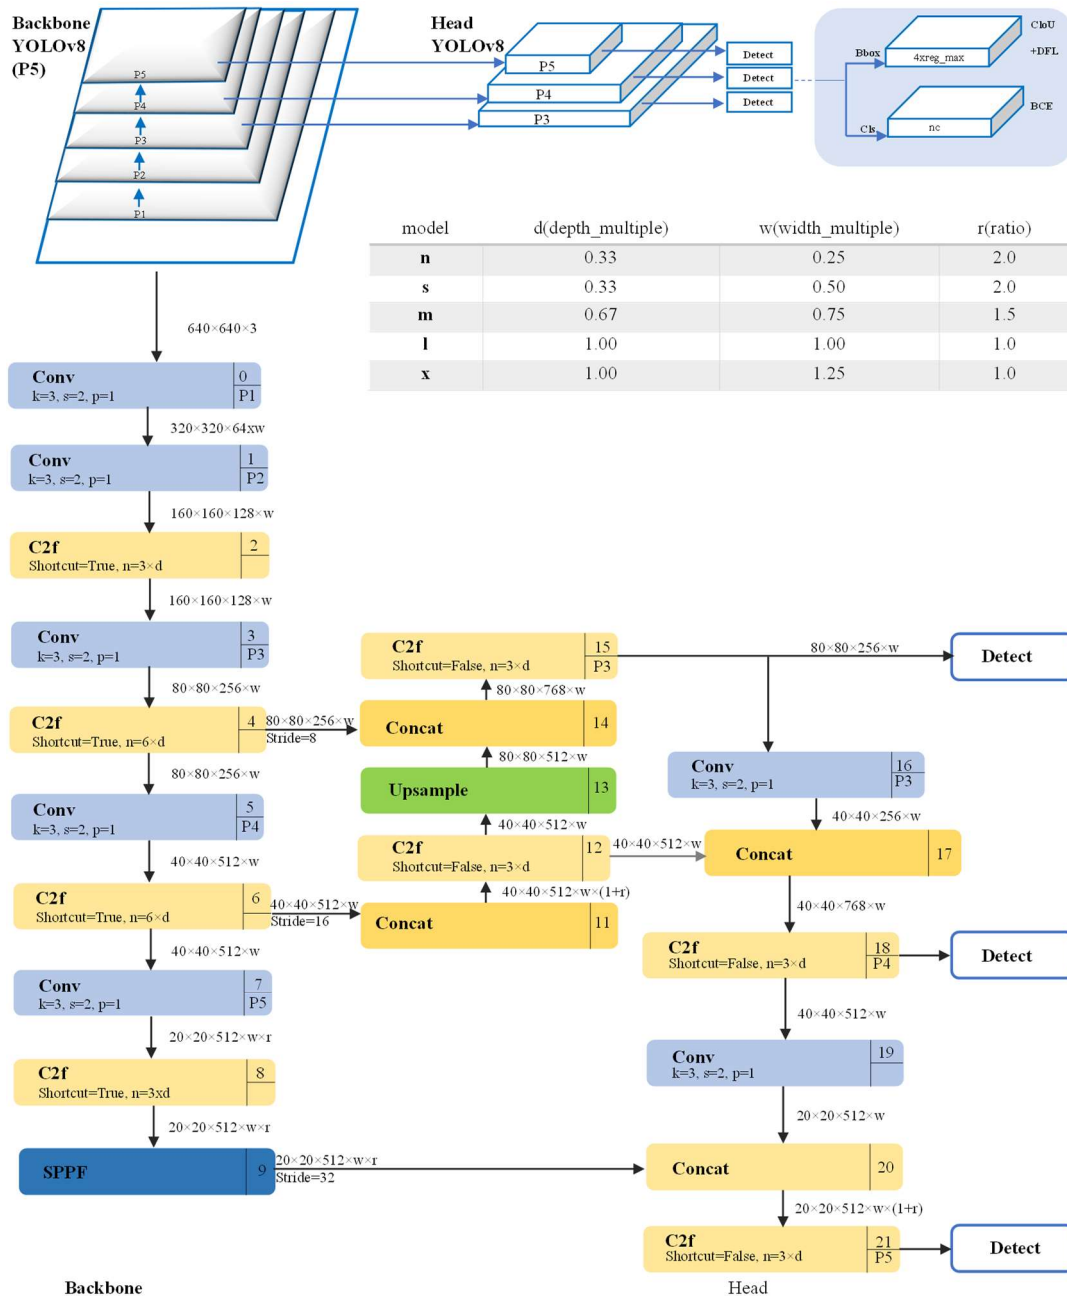 Backbone
YOLOv8
(P5)
P5
P4
P3
P2
P1
Head
YOLOv8
P5
P4
P3
Detect
Detect
Detect
Bbox
4xreg_max
CIoU
+DFL
Cls
nc
BCE
model d(depth_multiple) w(width_multiple) r(ratio)
n 0.33 0.25 2.0
s 0.33 0.50 2.0
m 0.67 0.75 1.5
l 1.00 1.00 1.0
x 1.00 1.25 1.0
640×640×3
Conv
k=3, s=2, p=1
0
P1
320×320×64xw
Conv
k=3, s=2, p=1
1
P2
160×160×128×w
C2f
Shortcut=True, n=3×d
2
160×160×128×w
Conv
k=3, s=2, p=1
3
P3
80×80×256×w
C2f
Shortcut=True, n=6×d
4
80×80×256×w
Stride=8
80×80×256×w
Conv
k=3, s=2, p=1
5
P4
40×40×512×w
C2f
Shortcut=True, n=6×d
6
40×40×512×w
Stride=16
40×40×512×w
Conv
k=3, s=2, p=1
7
P5
20×20×512×w×r
C2f
Shortcut=True, n=3xd
8
20×20×512×w×r
SPPF
9
20×20×512×w×r
Stride=32
Backbone
C2f
Shortcut=False, n=3×d
15
P3
80×80×768×w
Concat
14
80×80×512×w
Upsample
13
40×40×512×w
C2f
Shortcut=False, n=3×d
12
40×40×512×w
40×40×512×w×(1+r)
Concat
11
80×80×256×w
Detect
Conv
k=3, s=2, p=1
16
P3
40×40×256×w
Concat
17
40×40×768×w
C2f
Shortcut=False, n=3×d
18
P4
Detect
40×40×512×w
Conv
k=3, s=2, p=1
19
20×20×512×w
Concat
20
20×20×512×w×(1+r)
C2f
Shortcut=False, n=3×d
21
P5
Detect
Head